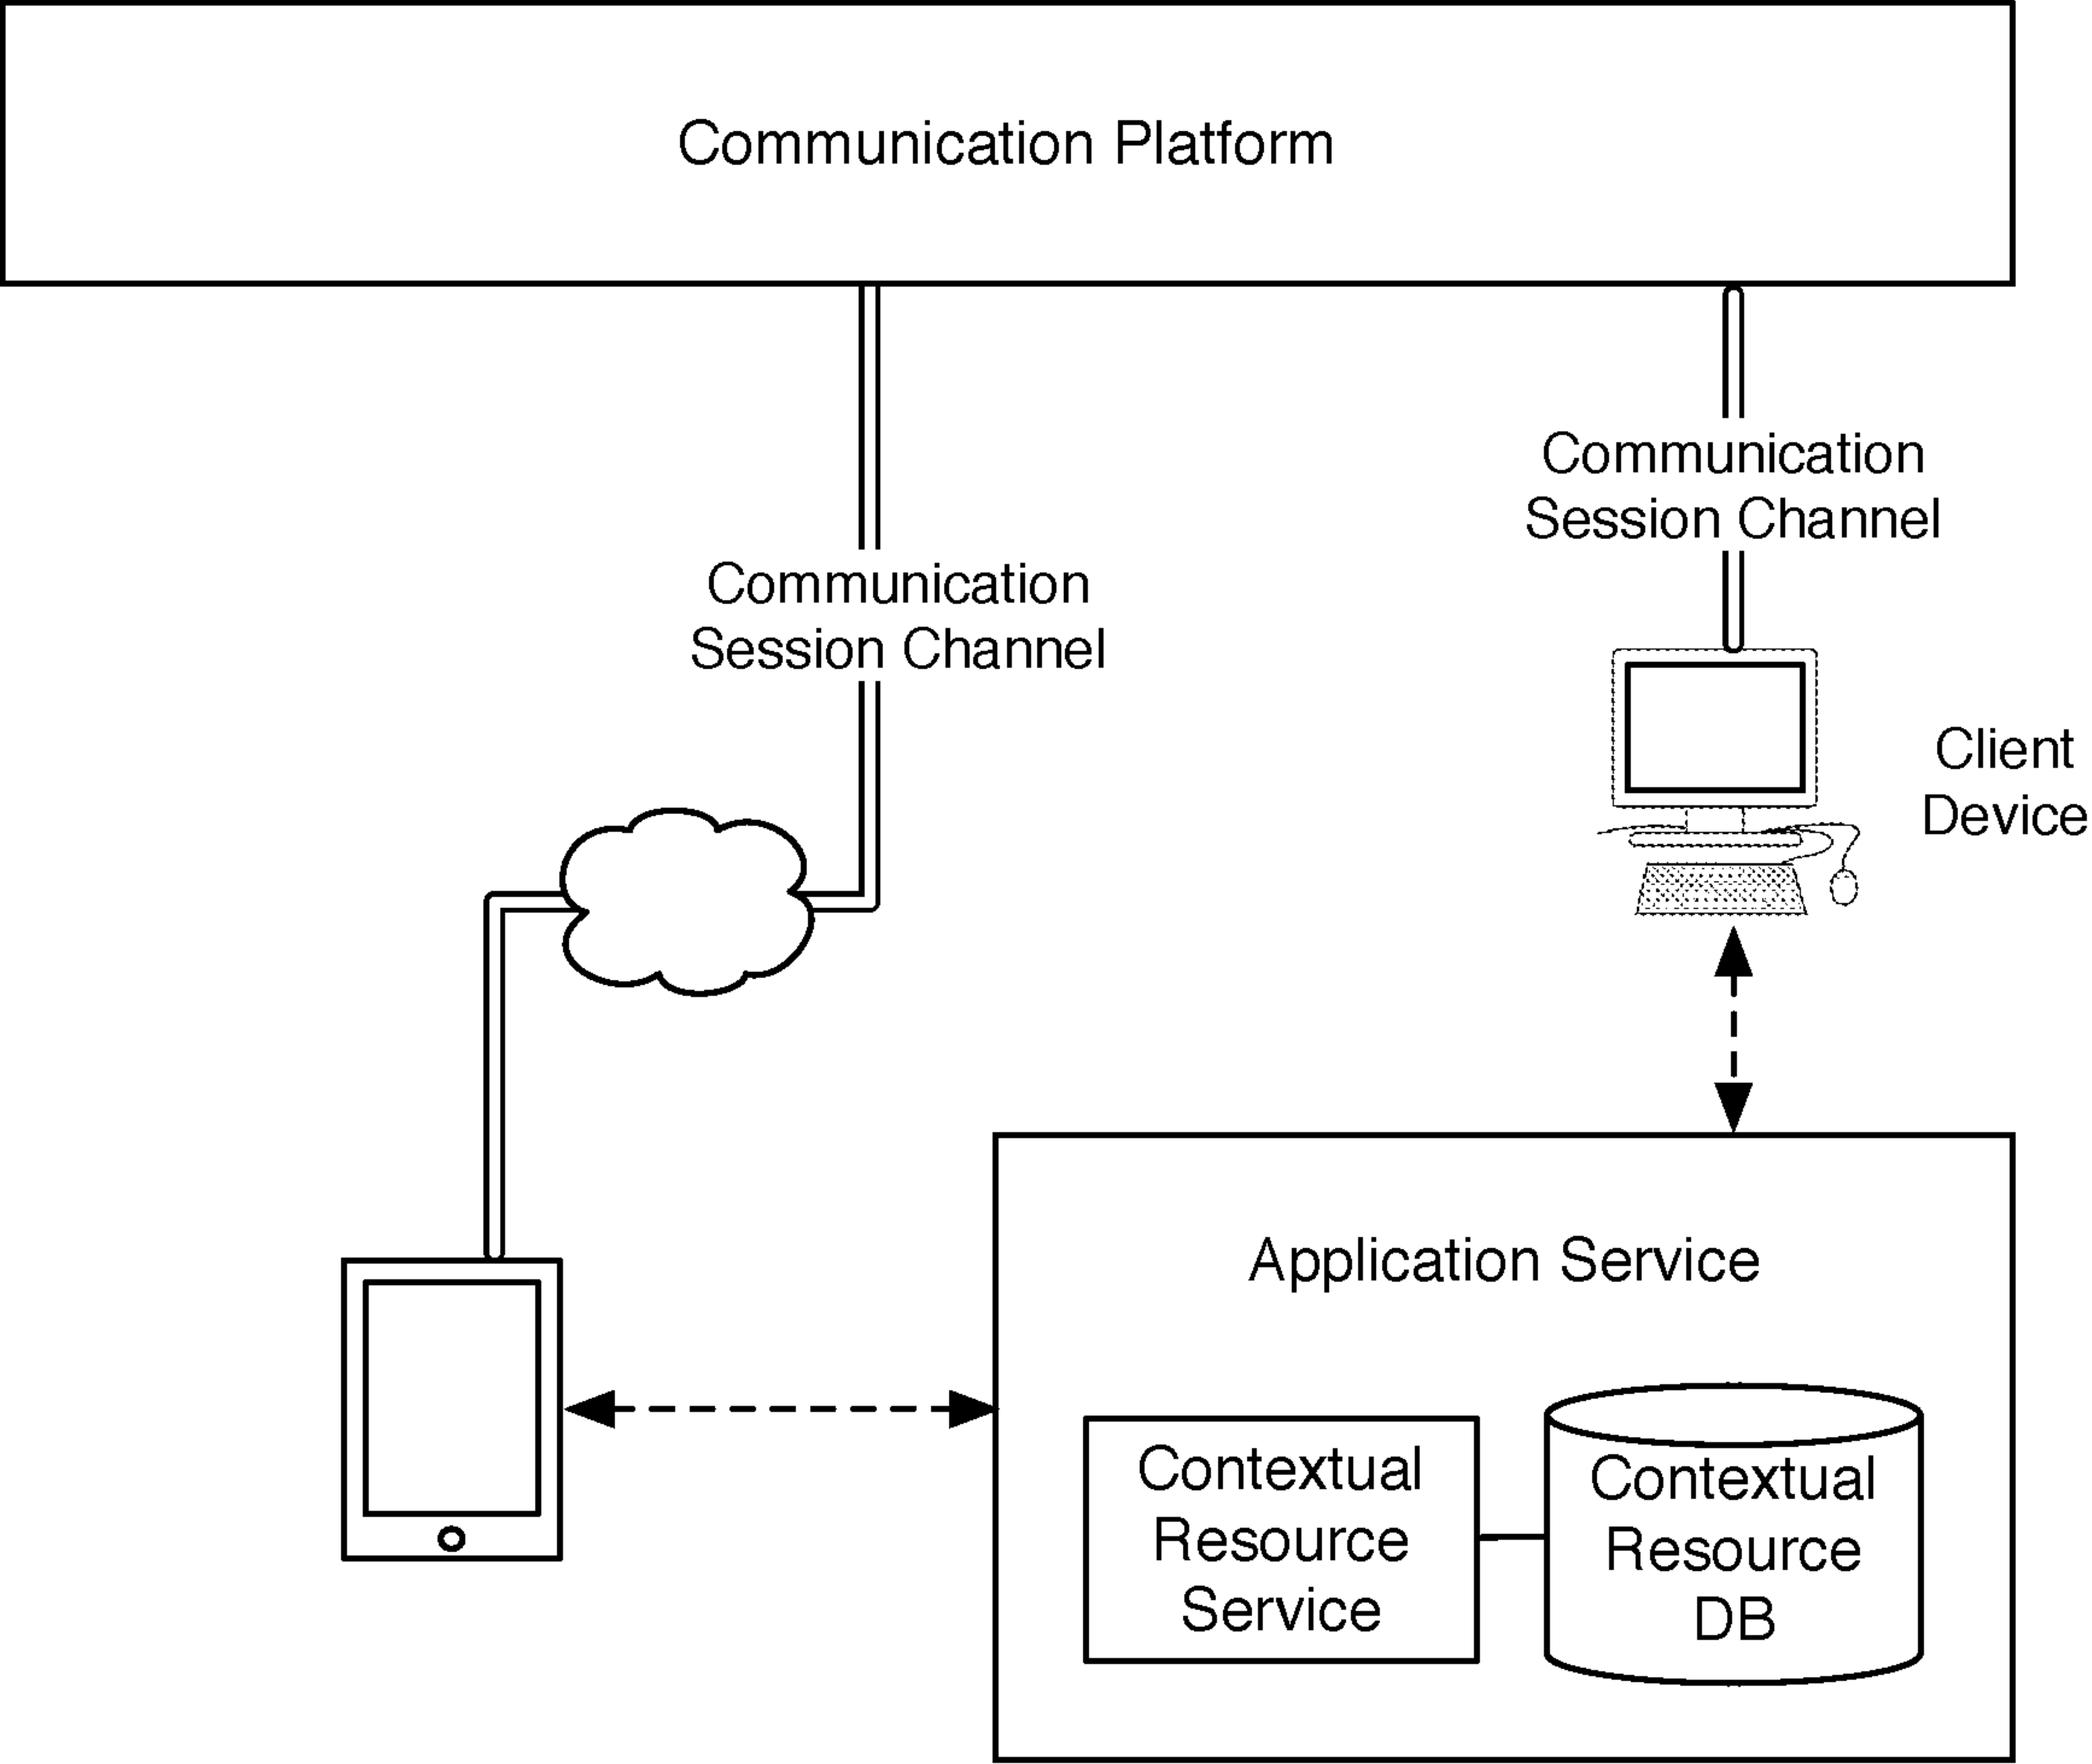 Communication Platform
Communication
Session Channel
Communication
Session Channel
Client
Device
Application Service
Contextual
Resource
Service
Contextual
Resource
DB